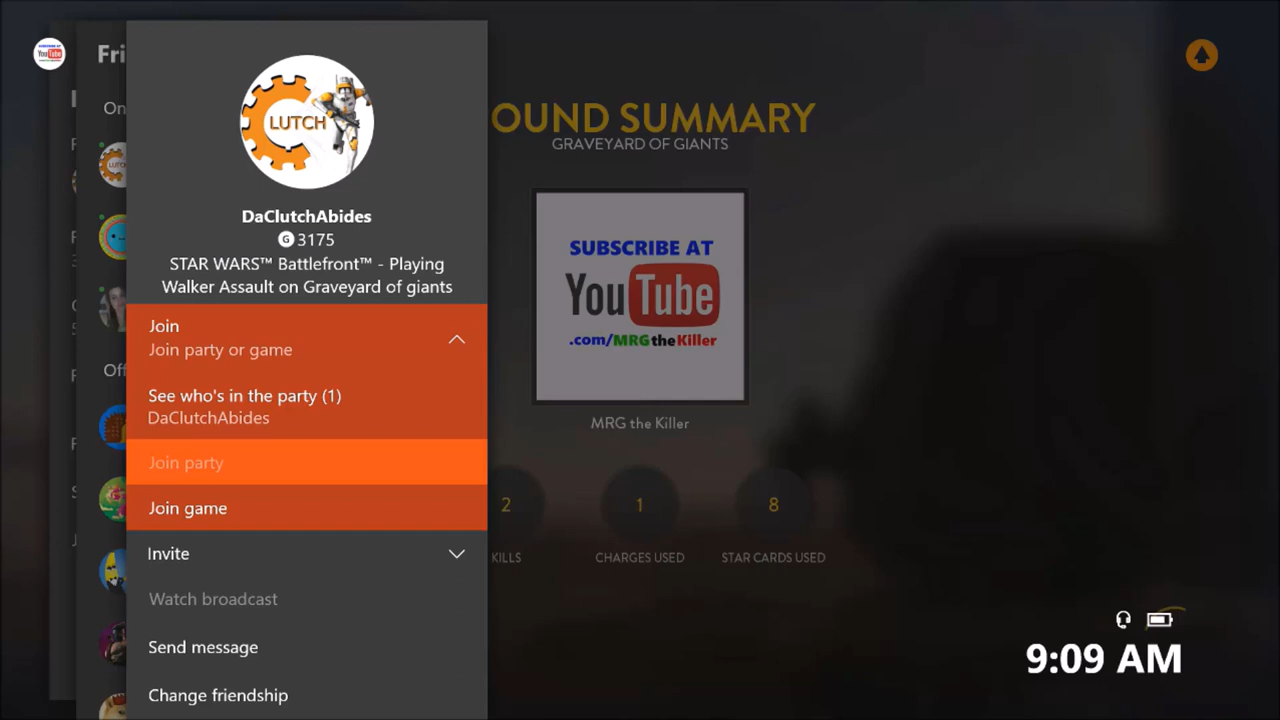 Fri
On
LUTCH
DaClutchAbides
G 3175
STAR WARS™ Battlefront™ - Playing
Walker Assault on Graveyard of giants
Join
Join party or game
See who's in the party (1)
DaClutchAbides
Join party
Join game
Invite
Watch broadcast
Send message
Change friendship
Off
OUND SUMMARY
GRAVEYARD OF GIANTS
SUBSCRIBE AT
YouTube
.com/MRGtheKiller
MRG the Killer
2
1
8
KILLS
CHARGES USED
STAR CARDS USED
9:09 AM